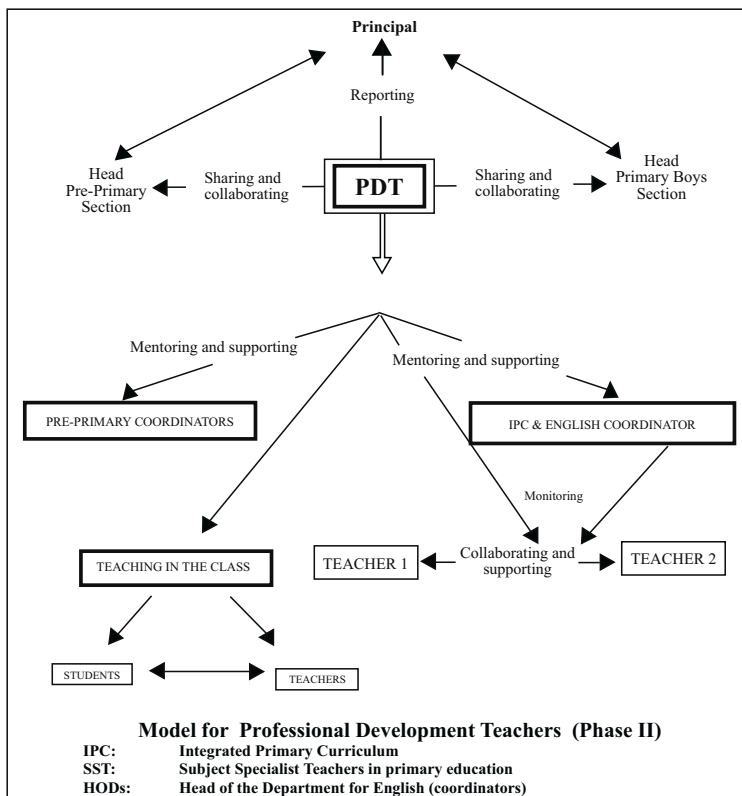 Principal
Reporting
Head
Pre-Primary
Section
Sharing and
collaborating
PDT
Sharing and
collaborating
Head
Primary Boys
Section
Mentoring and supporting
Mentoring and supporting
PRE-PRIMARY COORDINATORS
IPC & ENGLISH COORDINATOR
Monitoring
TEACHING IN THE CLASS
TEACHER 1
Collaborating and
supporting
TEACHER 2
STUDENTS
TEACHERS
Model for Professional Development Teachers (Phase II)
IPC: Integrated Primary Curriculum
SST: Subject Specialist Teachers in primary education
HODs: Head of the Department for English (coordinators)